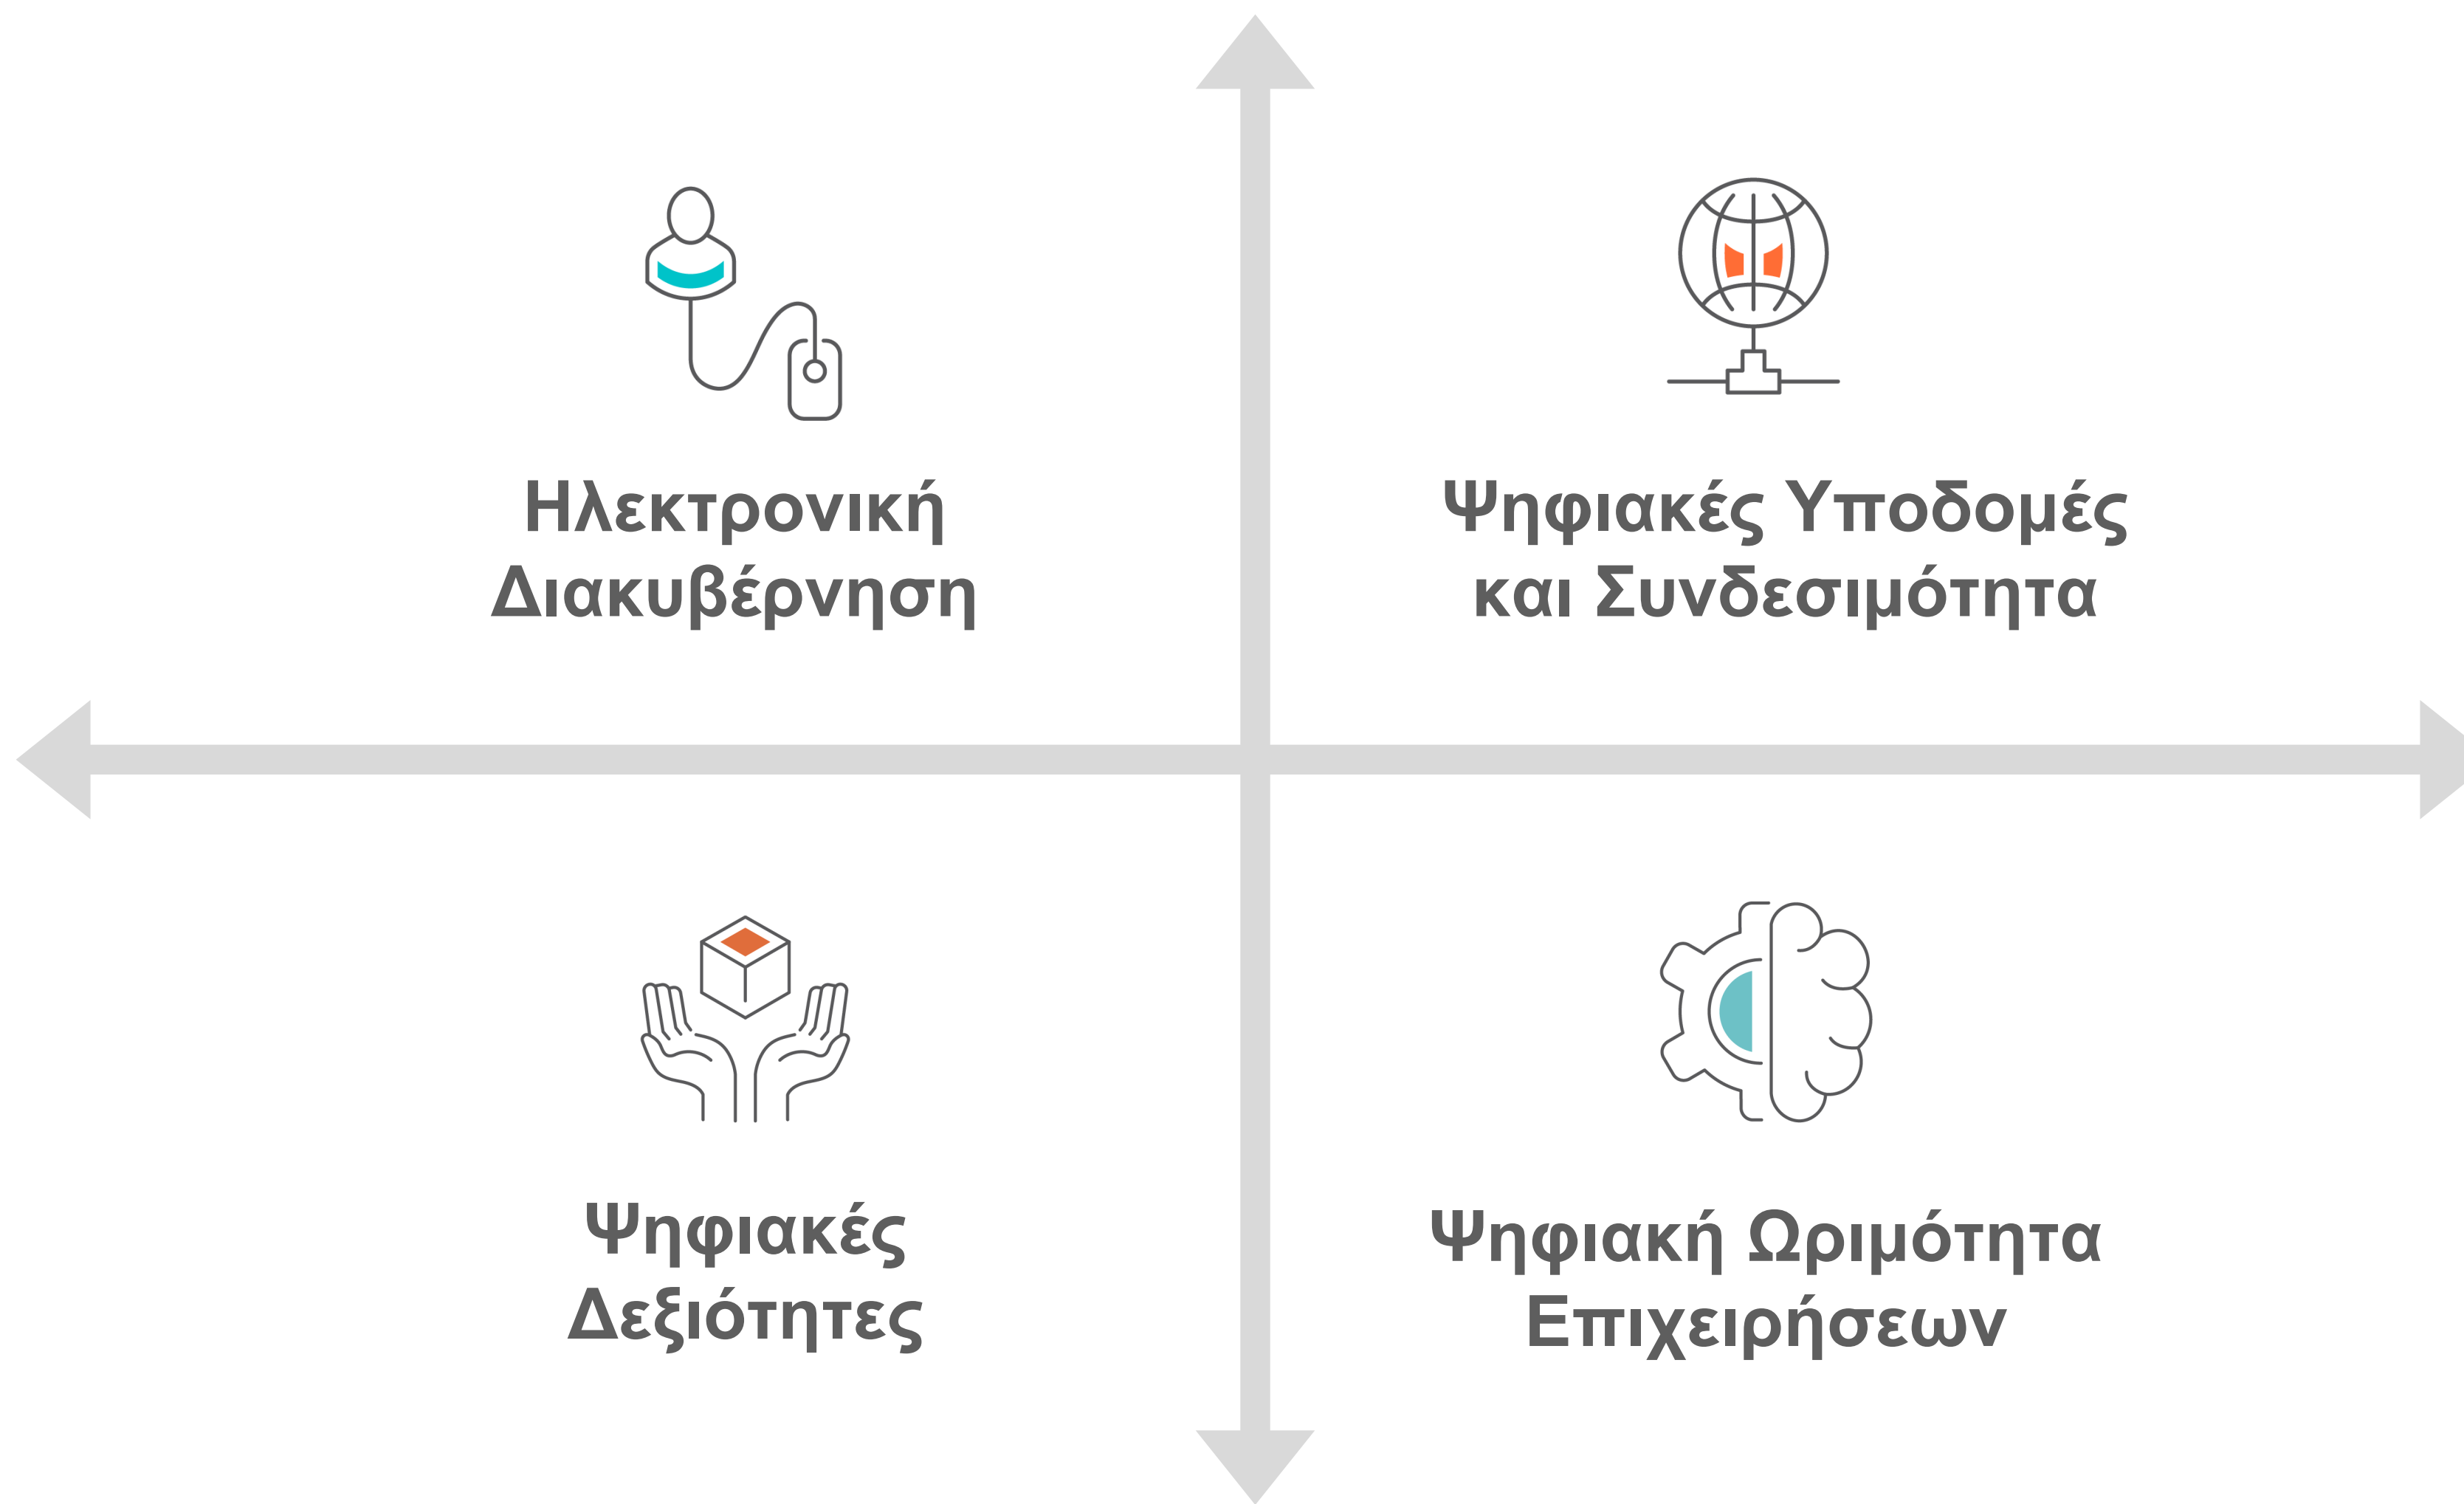 Ηλεκτρονική
Διακυβέρνηση
Ψηφιακές Υποδομές
και Συνδεσιμότητα
Ψηφιακές
Δεξιότητες
Ψηφιακή Ωριμότητα
Επιχειρήσεων